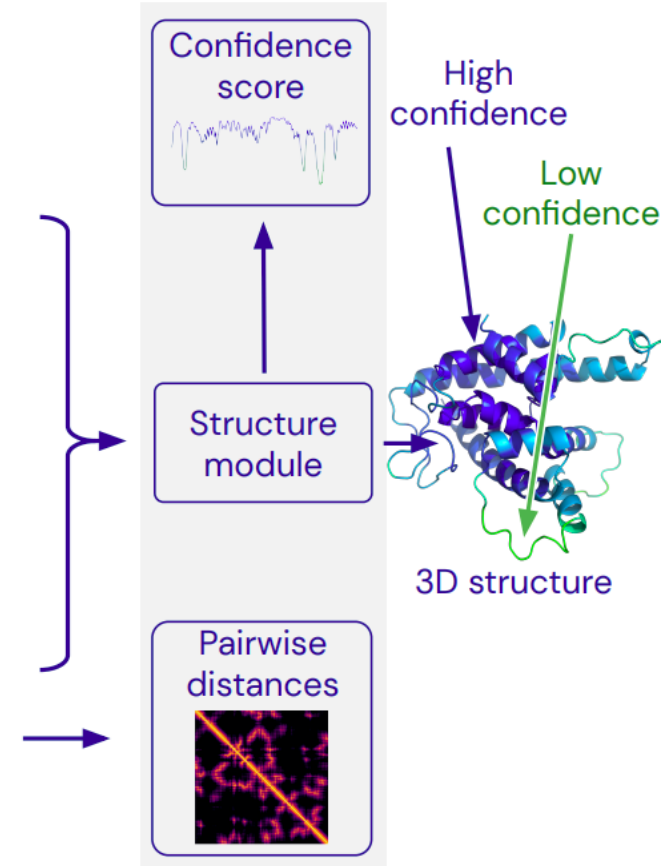 Confidence
score
High
confidence
Low
confidence
Structure
module
3D structure
Pairwise
distances